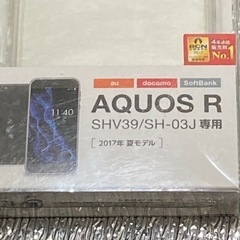 au docomo SoftBank
BCN
No.1
AQUOS R
11:40
SHV39/SH-03J 専用
[2017年 夏モデル]